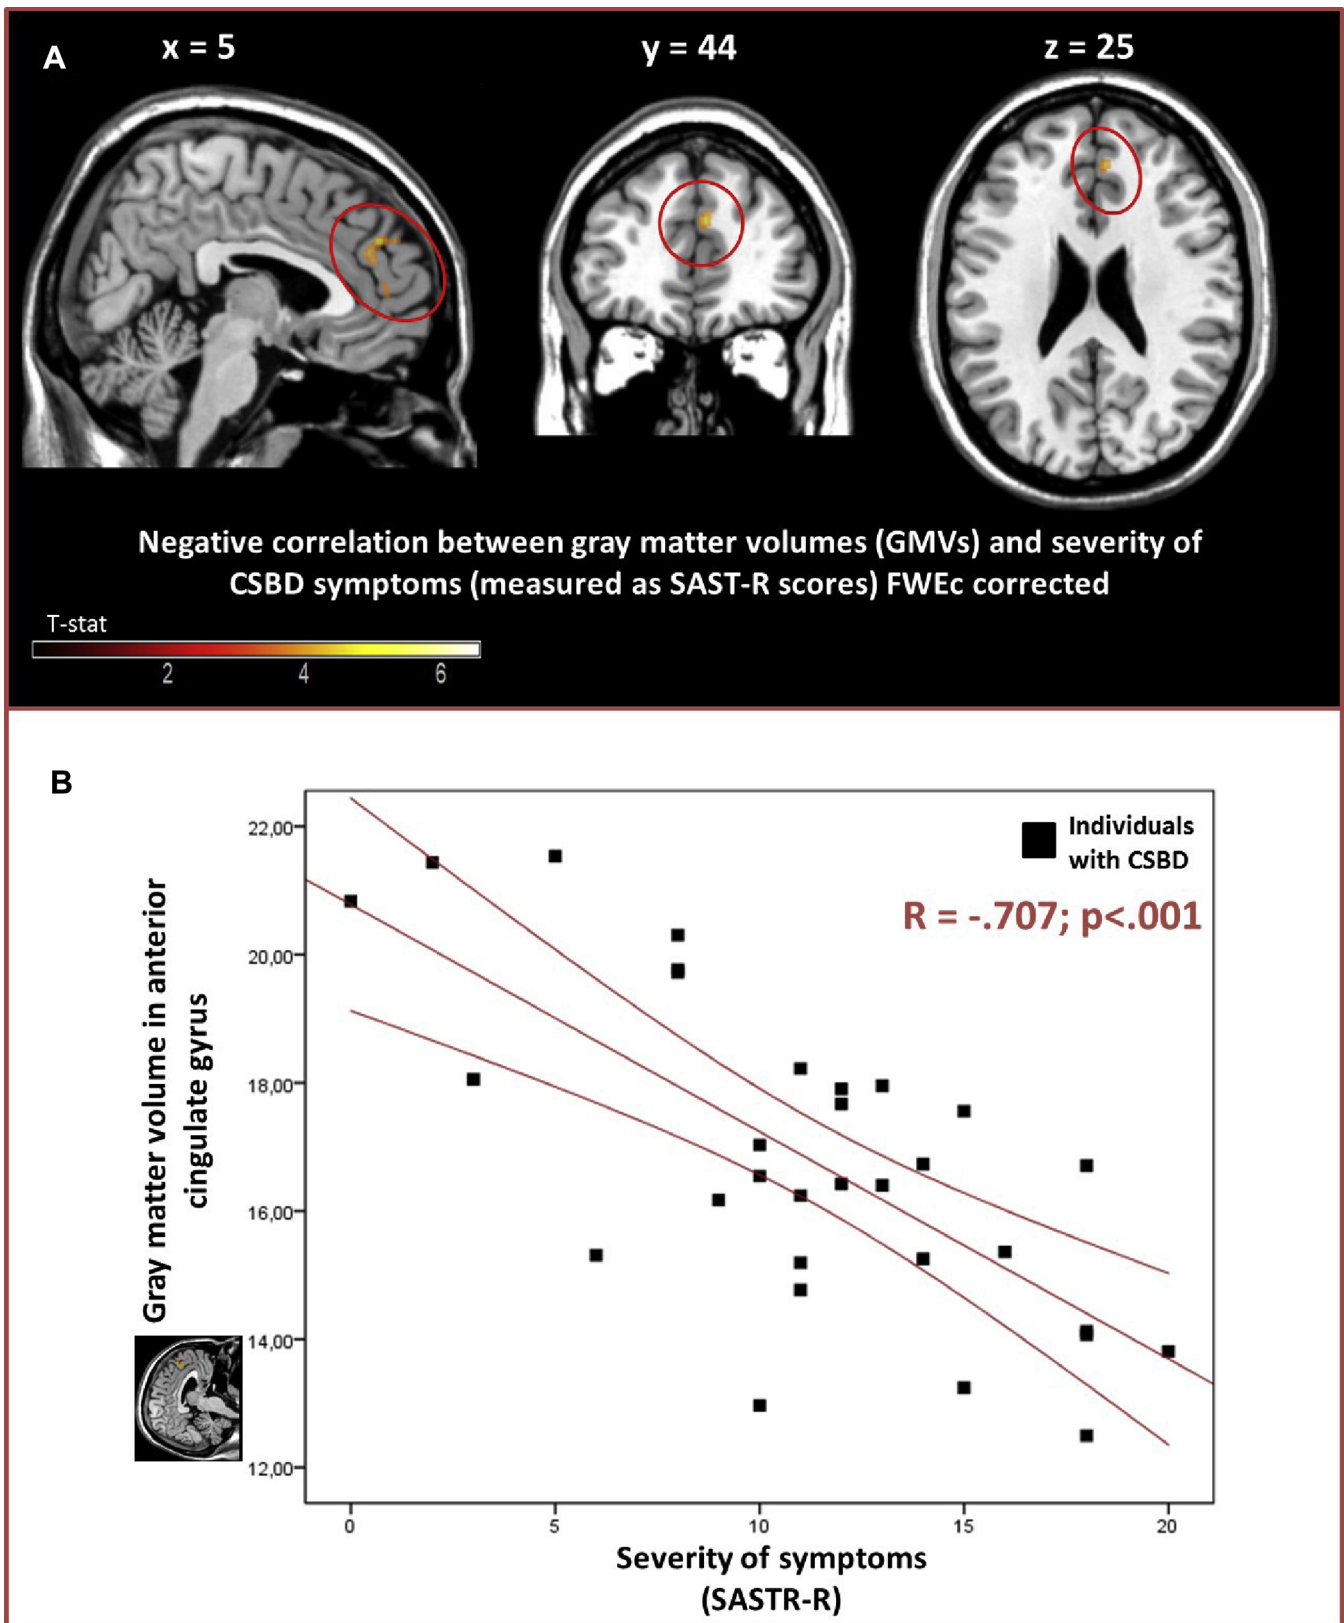 A
x = 5
y = 44
z = 25
Negative correlation between gray matter volumes (GMVs) and severity of
CSBD symptoms (measured as SAST-R scores) FWEc corrected
T-stat
2
4
6
B
Individuals
with CSBD
R = -.707; p<.001
Gray matter volume in anterior
cingulate gyrus
22,00
20,00
18,00
16,00
14,00
12,00
0
5
10
15
20
Severity of symptoms
(SASTR-R)